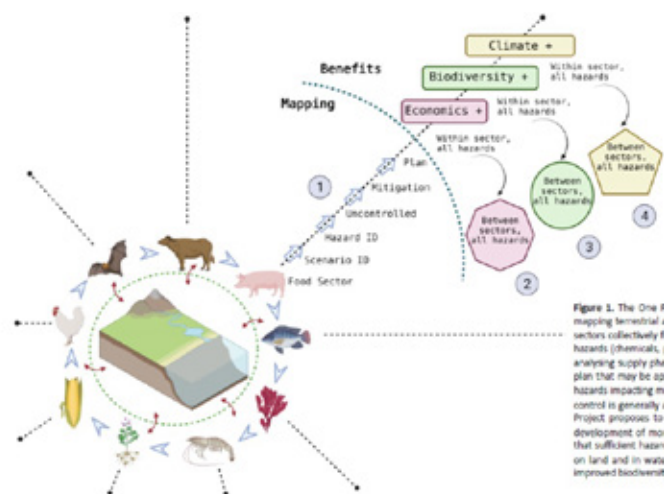 Climate +
Within sector,
all hazards
Benefits
Biodiversity +
Within sector,
all hazards
Mapping
Economics +
Within sector,
all hazards
Between
sectors,
all hazards
Between
sectors,
all hazards
Between
sectors,
all hazards
1
2
3
4
Plan
Mitigation
Uncontrolled
Hazard ID
Scenario ID
Food Sector
Figure 1. The One
mapping terrestrial
sectors collectively
hazards (chemicals,
analysing supply
plan that may be
hazards impacting
control is generally
Project proposes to
development of
that sufficient
on land and in
improved